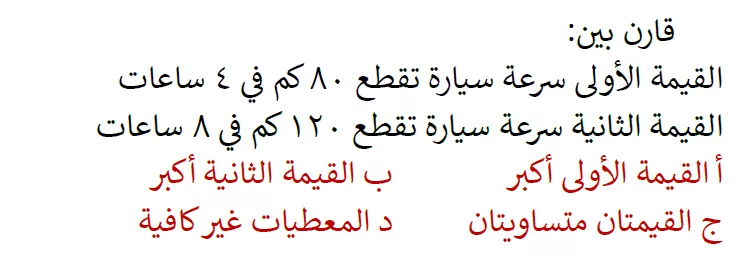 قارن بين:
القيمة الأولى سرعة سيارة تقطع ٨٠ كم في ٤ ساعات
القيمة الثانية سرعة سيارة تقطع ١٢٠ كم في ٨ ساعات
أ القيمة الأولى أكبر ب القيمة الثانية أكبر
ج القيمتان متساويتان د المعطيات غير كافية